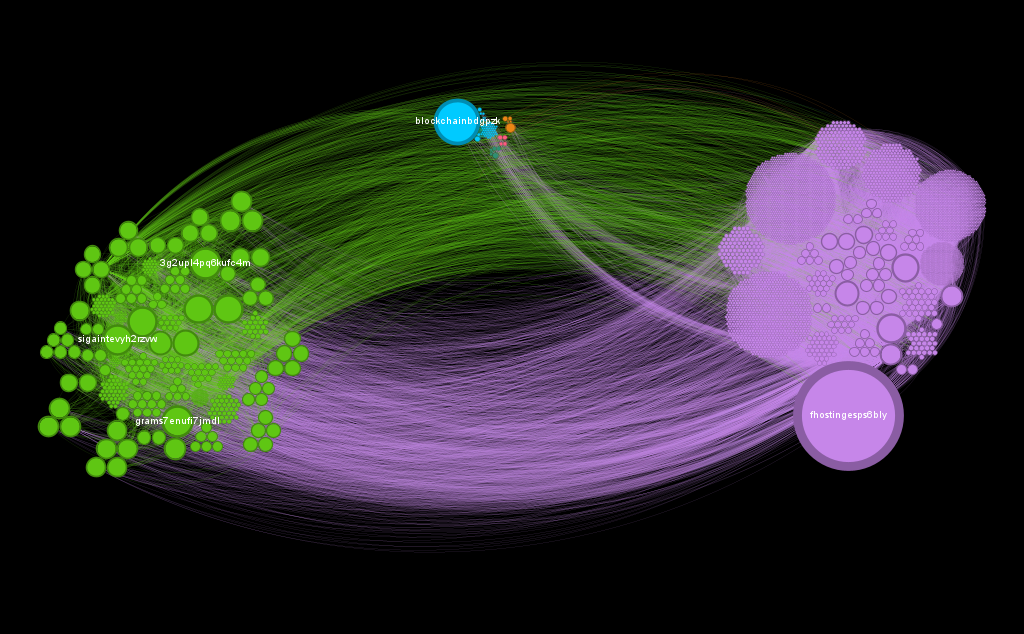 blockchainbdgpzk
3g2upl4pq6kufc4m
sigaintevyh2rzvw
grams7enufi7jmdl
fhostingesps6bly